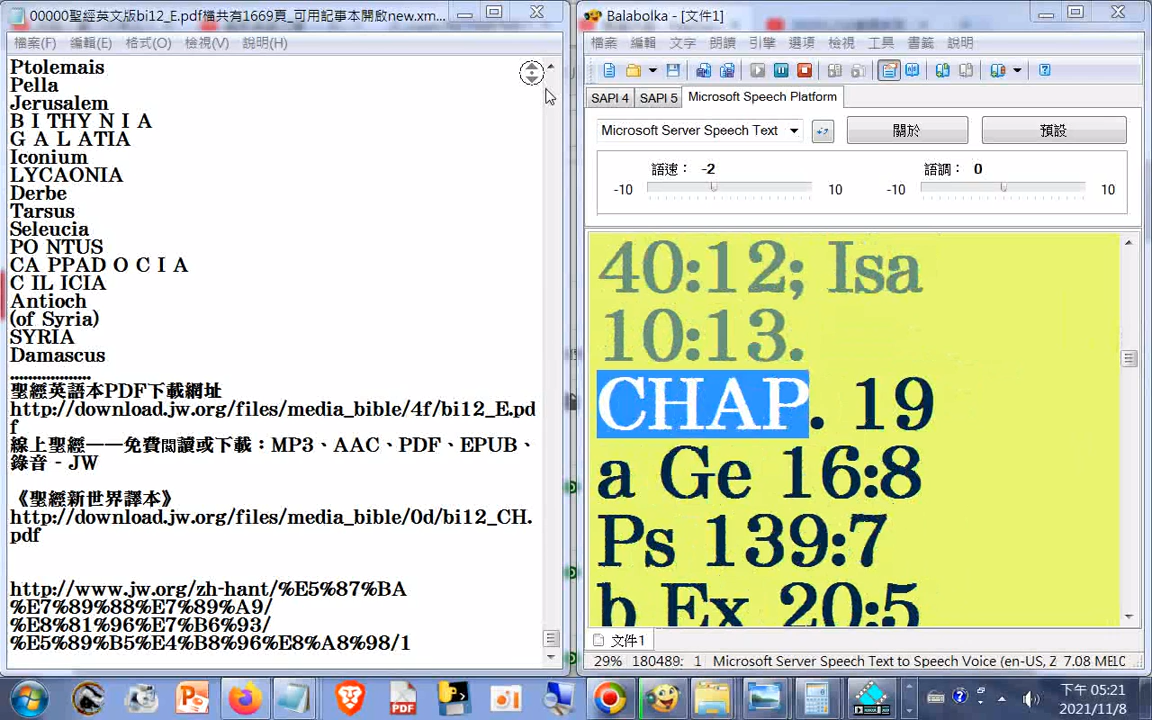 00000聖經英文版bi12_E.pdf檔共有1669頁_可用記事本開啟new.xm...
檔案(F) 編輯(E) 格式(O) 檢視(V) 說明(H)
Ptolemais
Pella
Jerusalem
B I THY N I A
G A L ATIA
Iconium
LYCAONIA
Derbe
Tarsus
Seleucia
PO NTUS
CA PPAD O C I A
C IL ICIA
Antioch
(of Syria)
SYRIA
Damascus
..................
聖經英語本PDF下載網址
http://download.jw.org/files/media_bible/4f/bi12_E.pd
f
線上聖經——免費閱讀或下載：MP3、AAC、PDF、EPUB、
錄音 - JW
《聖經新世界譯本》
http://download.jw.org/files/media_bible/0d/bi12_CH.
pdf
http://www.jw.org/zh-hant/%E5%87%BA
%E7%89%88%E7%89%A9/
%E8%81%96%E7%B6%93/
%E5%89%B5%E4%B8%96%E8%A8%98/1
Balabolka - [文件1]
檔案 編輯 文字 朗讀 引擎 選項 檢視 工具 書籤 說明
SAPI 4 SAPI 5 Microsoft Speech Platform
Microsoft Server Speech Text 關於 預設
語速： -2 語調： 0
-10 10 -10 10
40:12; Isa
10:13.
CHAP. 19
a Ge 16:8
Ps 139:7
b Ex 20:5
文件1
29% 180489: 1 Microsoft Server Speech Text to Speech Voice (en-US, Z 7.08 MELO
PDF
下午 05:21
2021/11/8